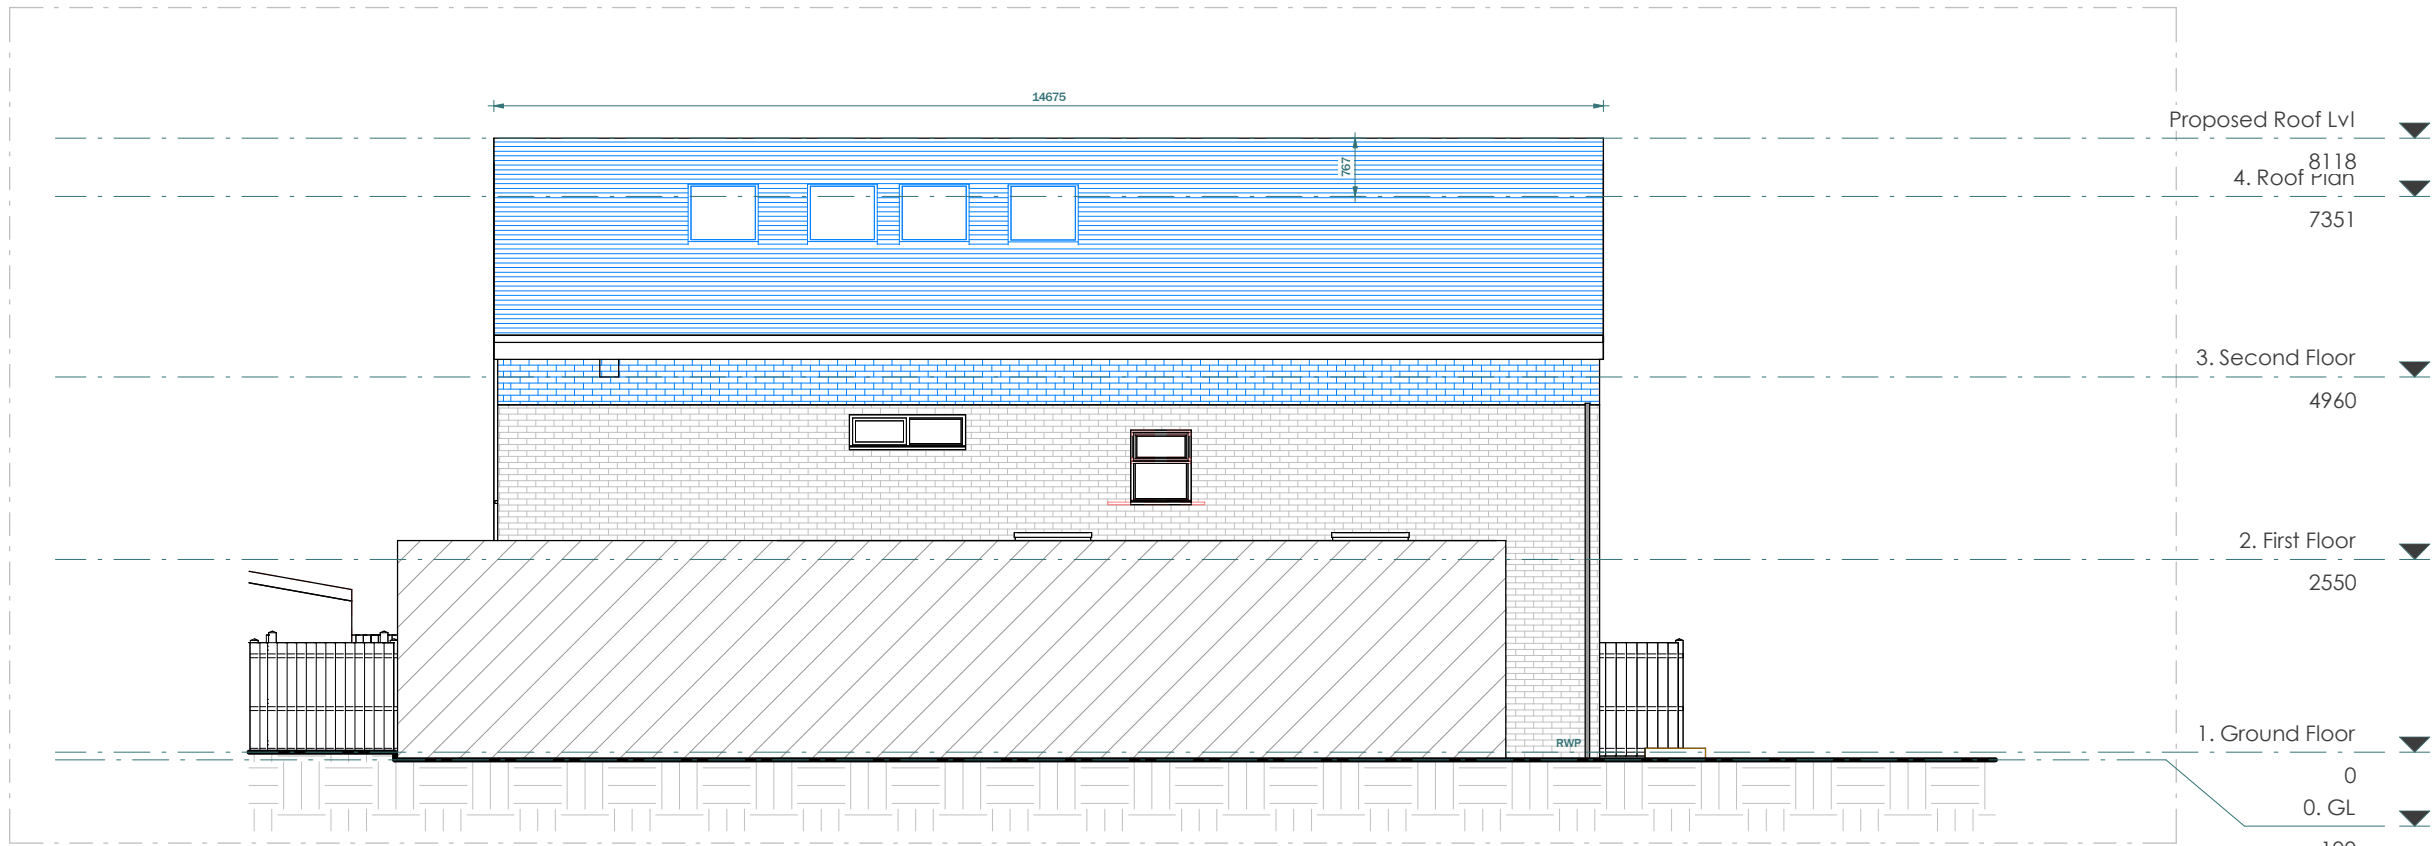 14675
Proposed Roof Lvl
767
8118
4. Roof Plan
7351
3. Second Floor
4960
2. First Floor
2550
1. Ground Floor
RWP
0
0. GL